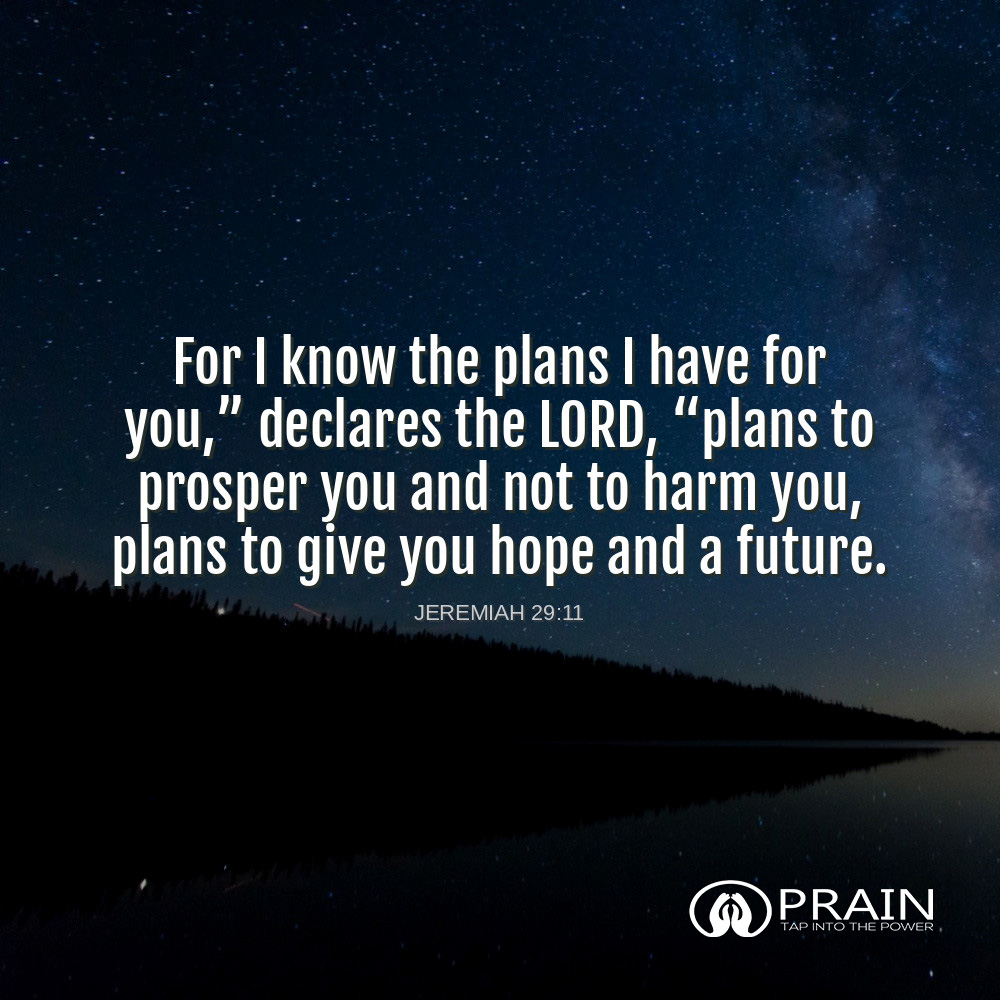 For I know the plans I have for
you,” declares the LORD, “plans to
prosper you and not to harm you,
plans to give you hope and a future.
JEREMIAH 29:11
PRAIN
TAP INTO THE POWER